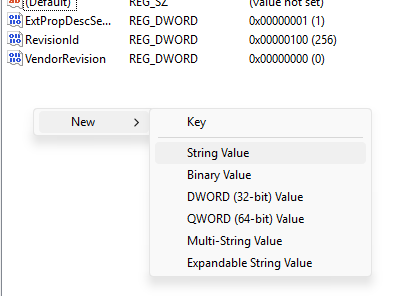 (Default) REG_SZ (value not set)
ExtPropDescSe... REG_DWORD 0x00000001 (1)
RevisionId REG_DWORD 0x00000100 (256)
VendorRevision REG_DWORD 0x00000000 (0)
New Key
String Value
Binary Value
DWORD (32-bit) Value
QWORD (64-bit) Value
Multi-String Value
Expandable String Value